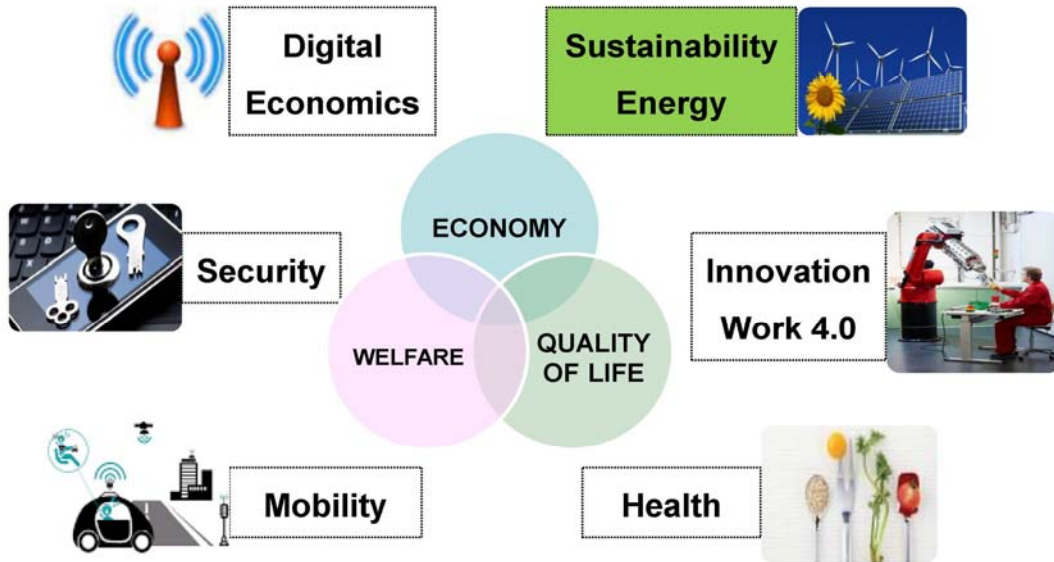 Digital
Economics
Sustainability
Energy
ECONOMY
Security
Innovation
Work 4.0
WELFARE
QUALITY
OF LIFE
Mobility
Health